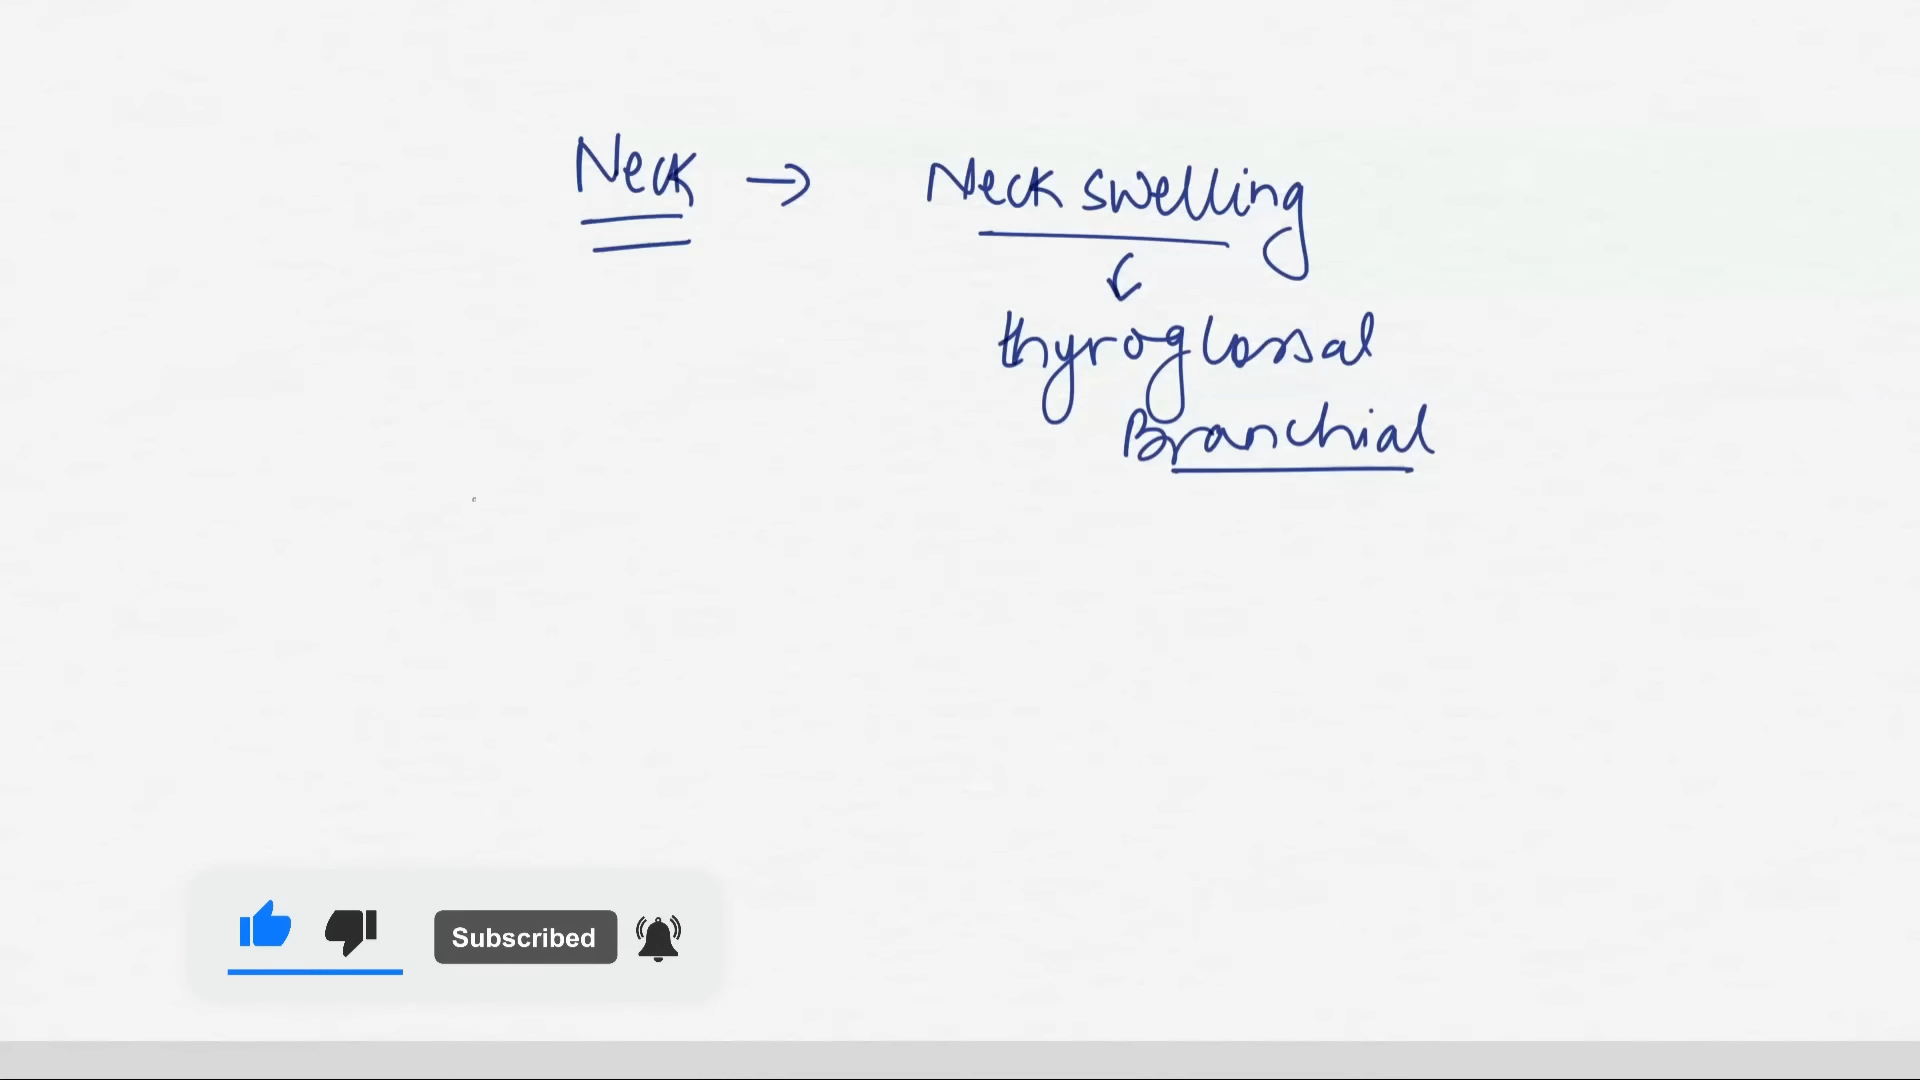 Neck → Neck swelling
thyroglossal
Branchial
Subscribed